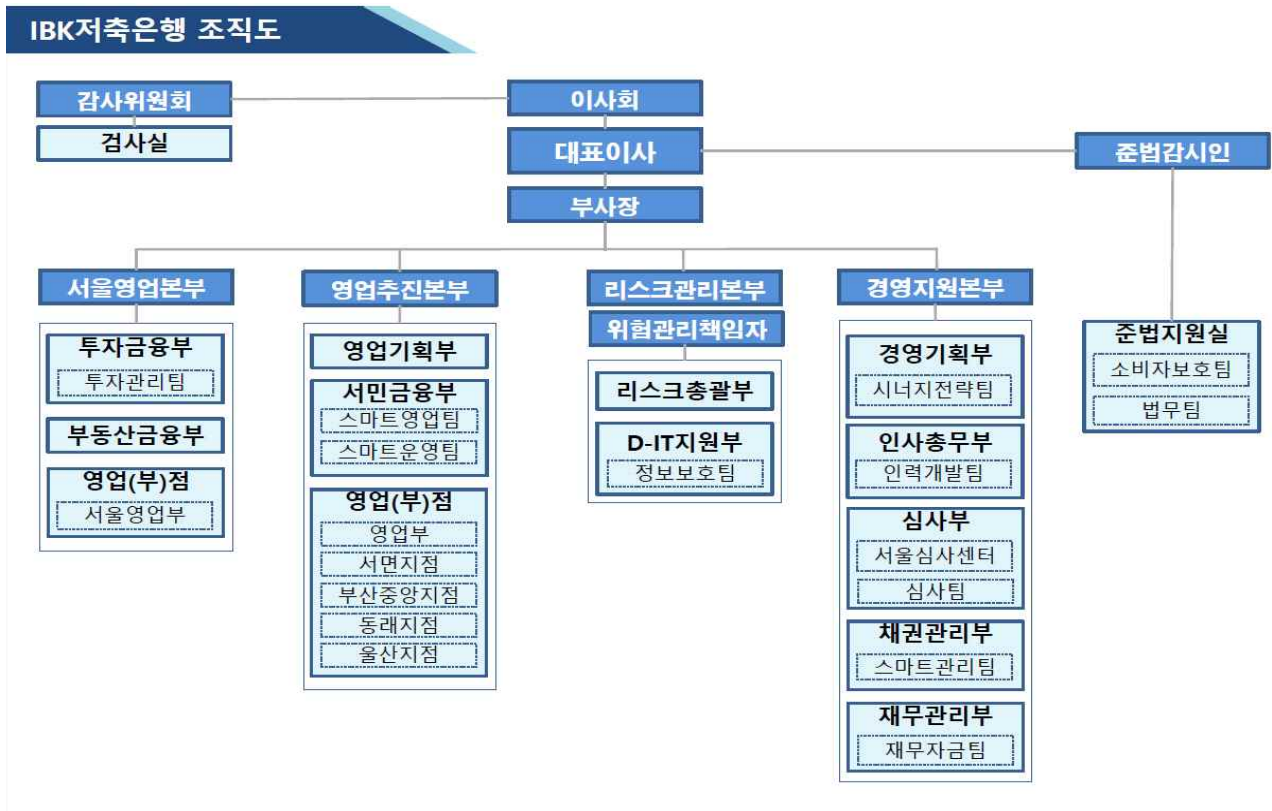 IBK저축은행 조직도
감사위원회
검사실
이사회
대표이사
부사장
준법감시인
서울영업본부
투자금융부
투자관리팀
부동산금융부
영업(부)점
서울영업부
영업추진본부
영업기획부
서민금융부
스마트영업팀
스마트운영팀
영업(부)점
영업부
서면지점
부산중앙지점
동래지점
울산지점
리스크관리본부
위험관리책임자
리스크총괄부
D-IT지원부
정보보호팀
경영지원본부
경영기획부
시너지전략팀
인사총무부
인력개발팀
심사부
서울심사센터
심사팀
채권관리부
스마트관리팀
재무관리부
재무자금팀
준법지원실
소비자보호팀
법무팀